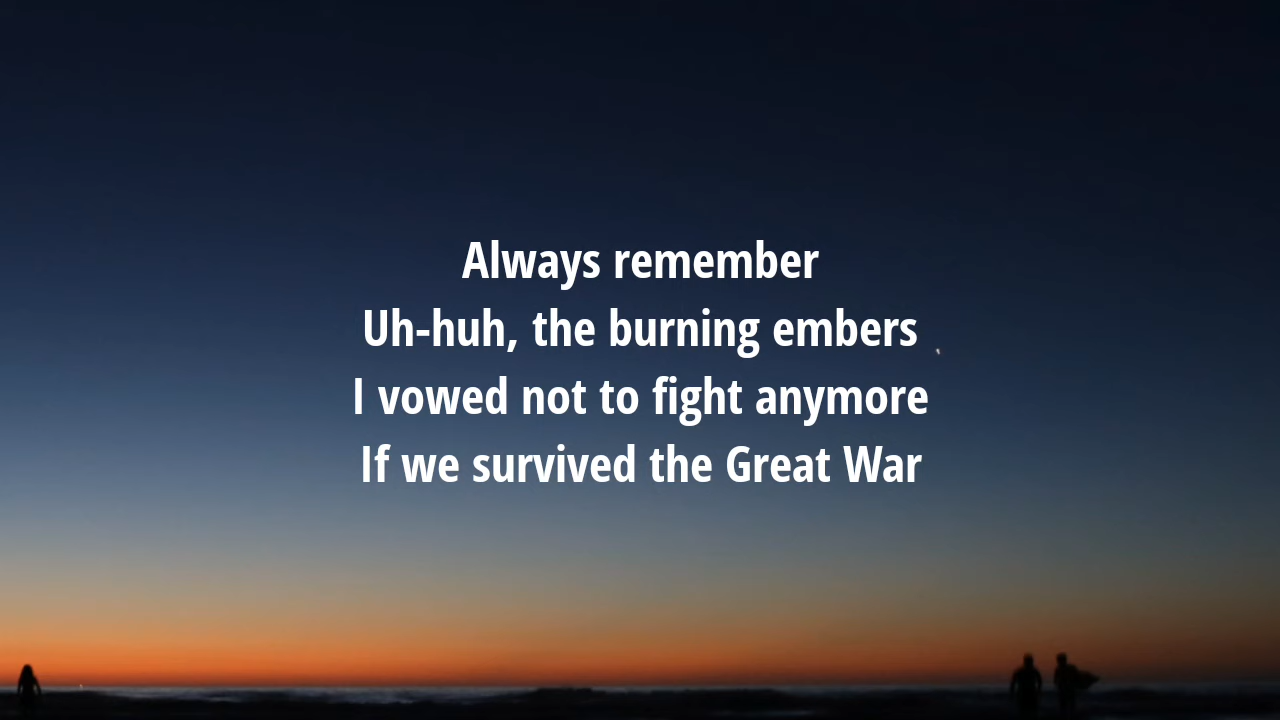 Always remember
Uh-huh, the burning embers
I vowed not to fight anymore
If we survived the Great War